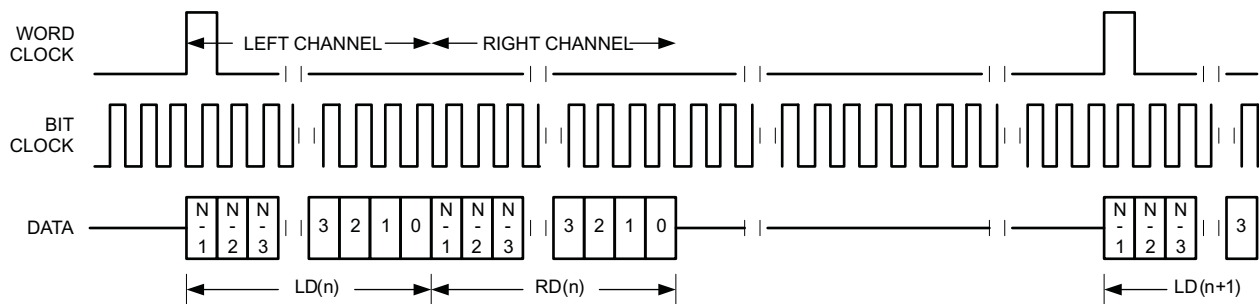 WORD
CLOCK
LEFT CHANNEL
RIGHT CHANNEL
BIT
CLOCK
DATA
N-1 N-2 N-3 3 2 1 0 N-1 N-2 N-3 3 2 1 0 N-1 N-2 N-3 3
LD(n) RD(n) LD(n+1)